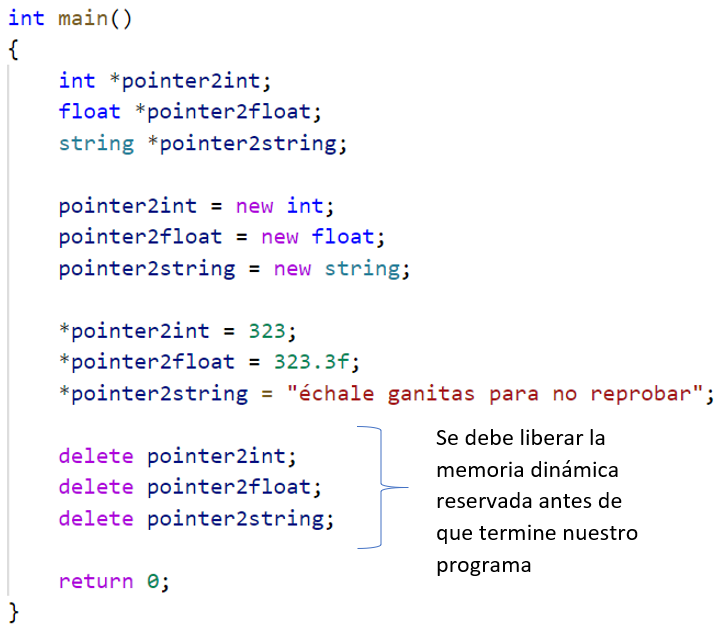 int main()
{
    int *pointer2int;
    float *pointer2float;
    string *pointer2string;

    pointer2int = new int;
    pointer2float = new float;
    pointer2string = new string;

    *pointer2int = 323;
    *pointer2float = 323.3f;
    *pointer2string = "échale ganitas para no reprobar";

    delete pointer2int;
    delete pointer2float;
    delete pointer2string;

    return 0;
}
Se debe liberar la
memoria dinámica
reservada antes de
que termine nuestro
programa